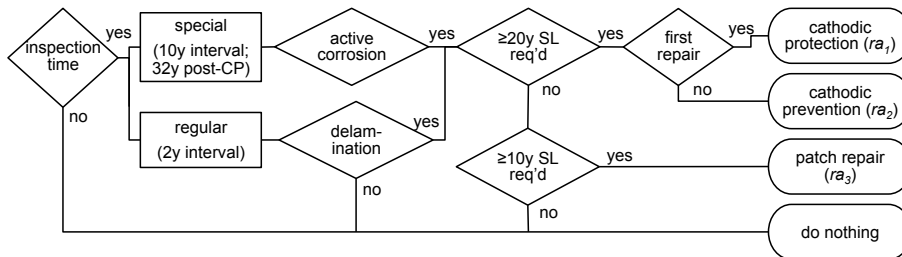 inspection
time
yes
no
special
(10y interval;
32y post-CP)
active
corrosion
yes
regular
(2y interval)
delam-
ination
yes
no
≥20y SL
req'd
yes
no
first
repair
yes
no
≥10y SL
req'd
yes
no
cathodic
protection (ra₁)
cathodic
prevention (ra₂)
patch repair
(ra₃)
do nothing